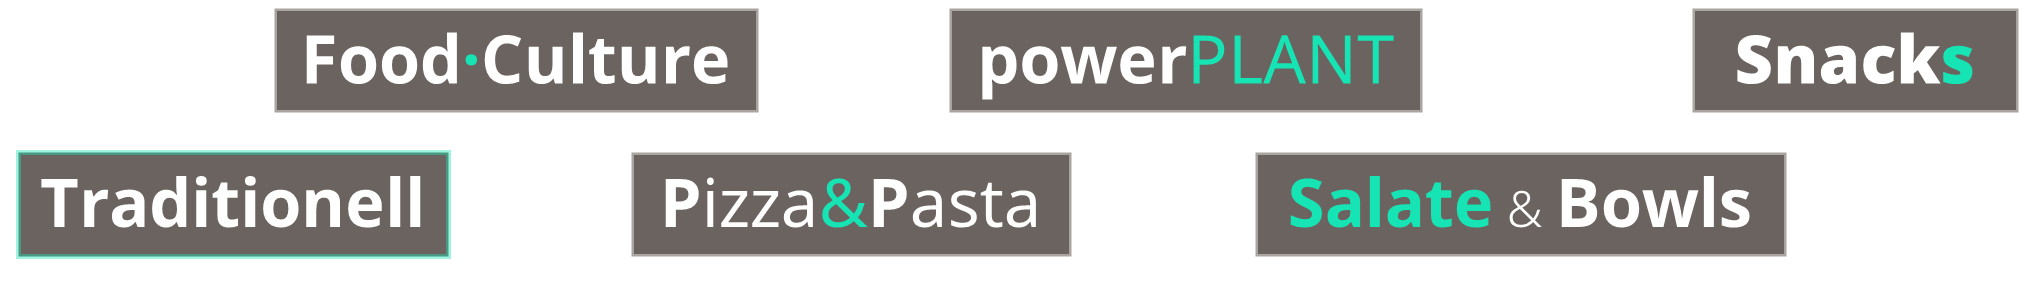 Food·Culture powerPLANT Snacks
Traditionell Pizza&Pasta Salate & Bowls